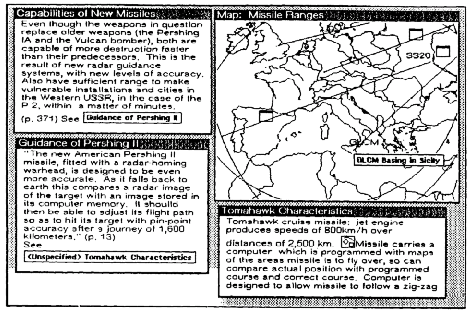 Capabilities of New Missiles
Even though the weapons in question
replace older weapons (the Pershing
IA and the Vulcan bomber), both are
capable of more destruction faster
than their predecessors. This is the
result of new radar guidance
systems, with new levels of accuracy.
Also have sufficient range to make
vulnerable installations and cities in
the Western USSR, in the case of the
P 2, within a matter of minutes.
(p. 371) See Guidance of Pershing II
Guidance of Pershing II
"The new American Pershing II
missile, fitted with a radar homing
warhead, is designed to be even
more accurate. As it falls back to
earth this compares a radar image
of the target with an image stored in
its computer memory. It should
then be able to adjust its flight path
so as to hit its target with pin-point
accuracy after a journey of 1,600
kilometers." (p. 13)
See
(Unspecified) Tomahawk Characteristics
Map: Missile Ranges
SS20
GLCM
GLCM Basing in Sicily
Tomahawk Characteristics
Tomahawk cruise missile: jet engine
produces speeds of 800km/h over
distances of 2,500 km. Missile carries a
computer which is programmed with maps
of the areas missile is to fly over, so can
compare actual position with programmed
course and correct course. Computer is
designed to allow missile to follow a zig-zag